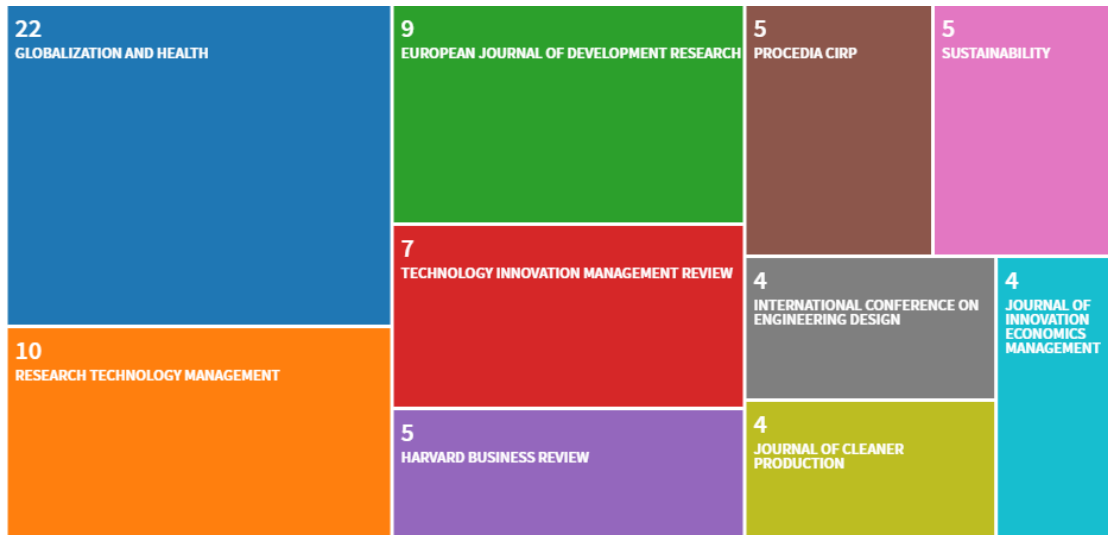 22
GLOBALIZATION AND HEALTH
10
RESEARCH TECHNOLOGY MANAGEMENT
9
EUROPEAN JOURNAL OF DEVELOPMENT RESEARCH
7
TECHNOLOGY INNOVATION MANAGEMENT REVIEW
5
HARVARD BUSINESS REVIEW
5
PROCEDIA CIRP
5
SUSTAINABILITY
4
INTERNATIONAL CONFERENCE ON
ENGINEERING DESIGN
4
JOURNAL OF CLEANER
PRODUCTION
4
JOURNAL OF
INNOVATION
ECONOMICS
MANAGEMENT